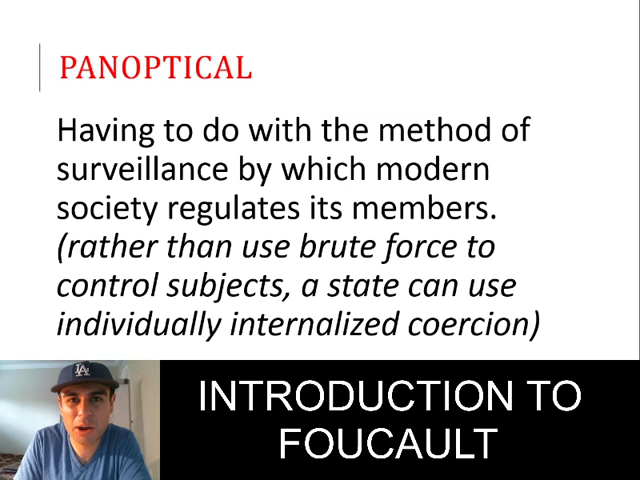 PANOPTICAL
Having to do with the method of
surveillance by which modern
society regulates its members.
(rather than use brute force to
control subjects, a state can use
individually internalized coercion)
LA
INTRODUCTION TO
FOUCAULT